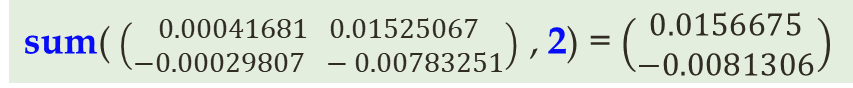 sum( ( 0.00041681 0.01525067
−0.00029807 − 0.00783251 ) , 2) = ( 0.0156675
−0.0081306 )